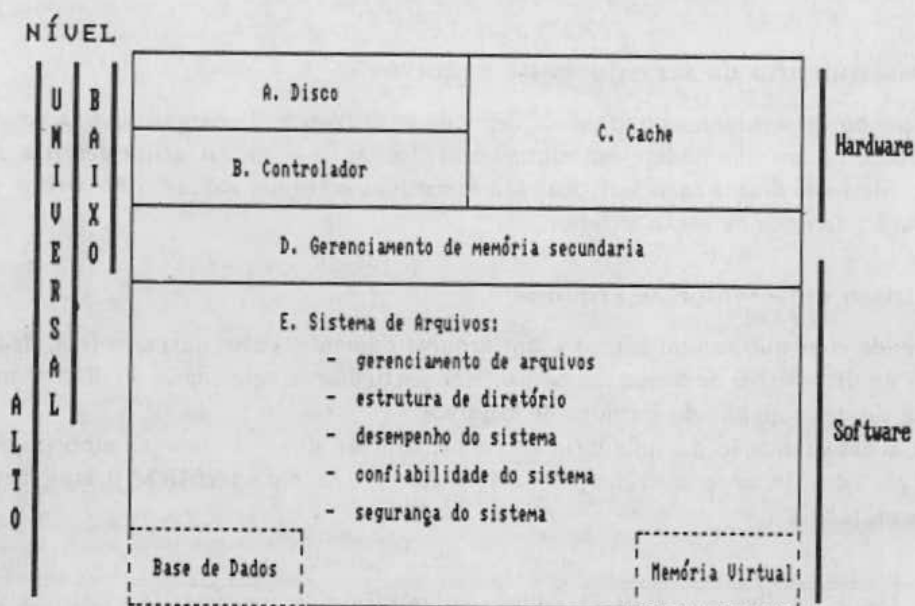 NÍVEL
BAIXO
UNIVERSAL
ALTO
A. Disco
B. Controlador
C. Cache
Hardware
D. Gerenciamento de memória secundaria
E. Sistema de Arquivos:
- gerenciamento de arquivos
- estrutura de diretório
- desempenho do sistema
- confiabilidade do sistema
- segurança do sistema
Software
Base de Dados
Memória Virtual